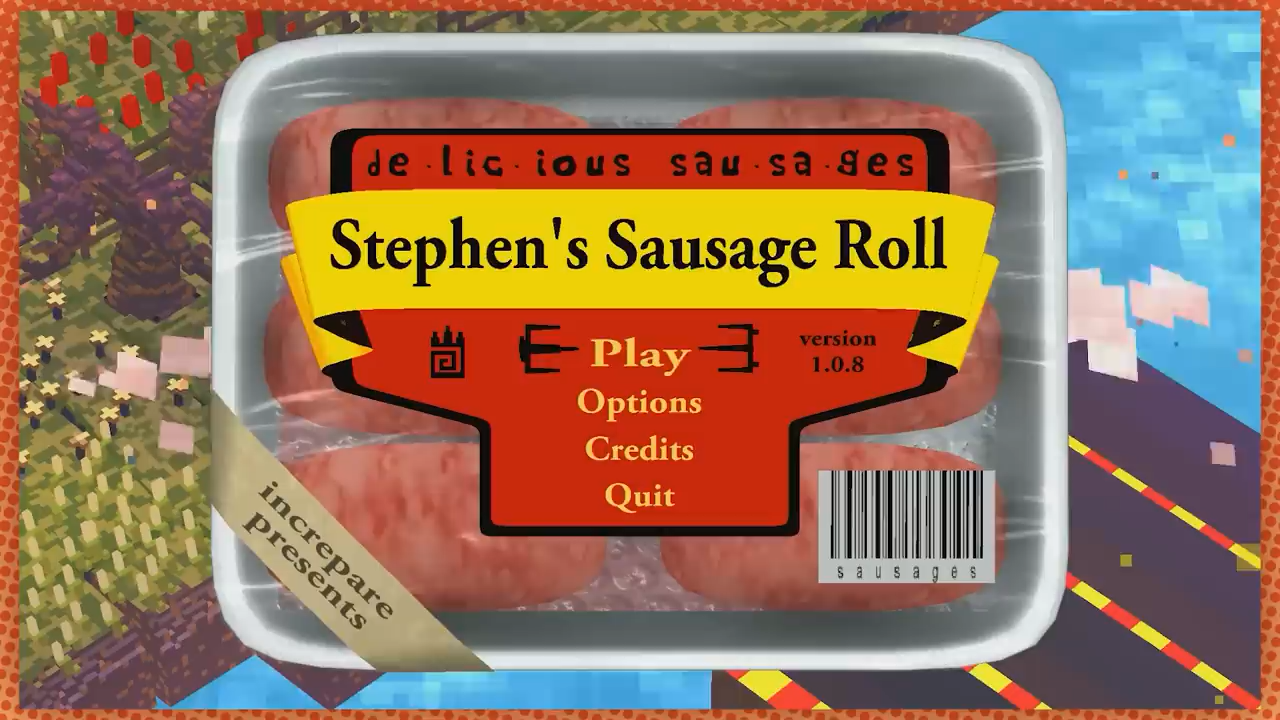 de·lic·ious sau·sa·ges
Stephen's Sausage Roll
Play
version
1.0.8
Options
Credits
Quit
increpare
presents
sausages